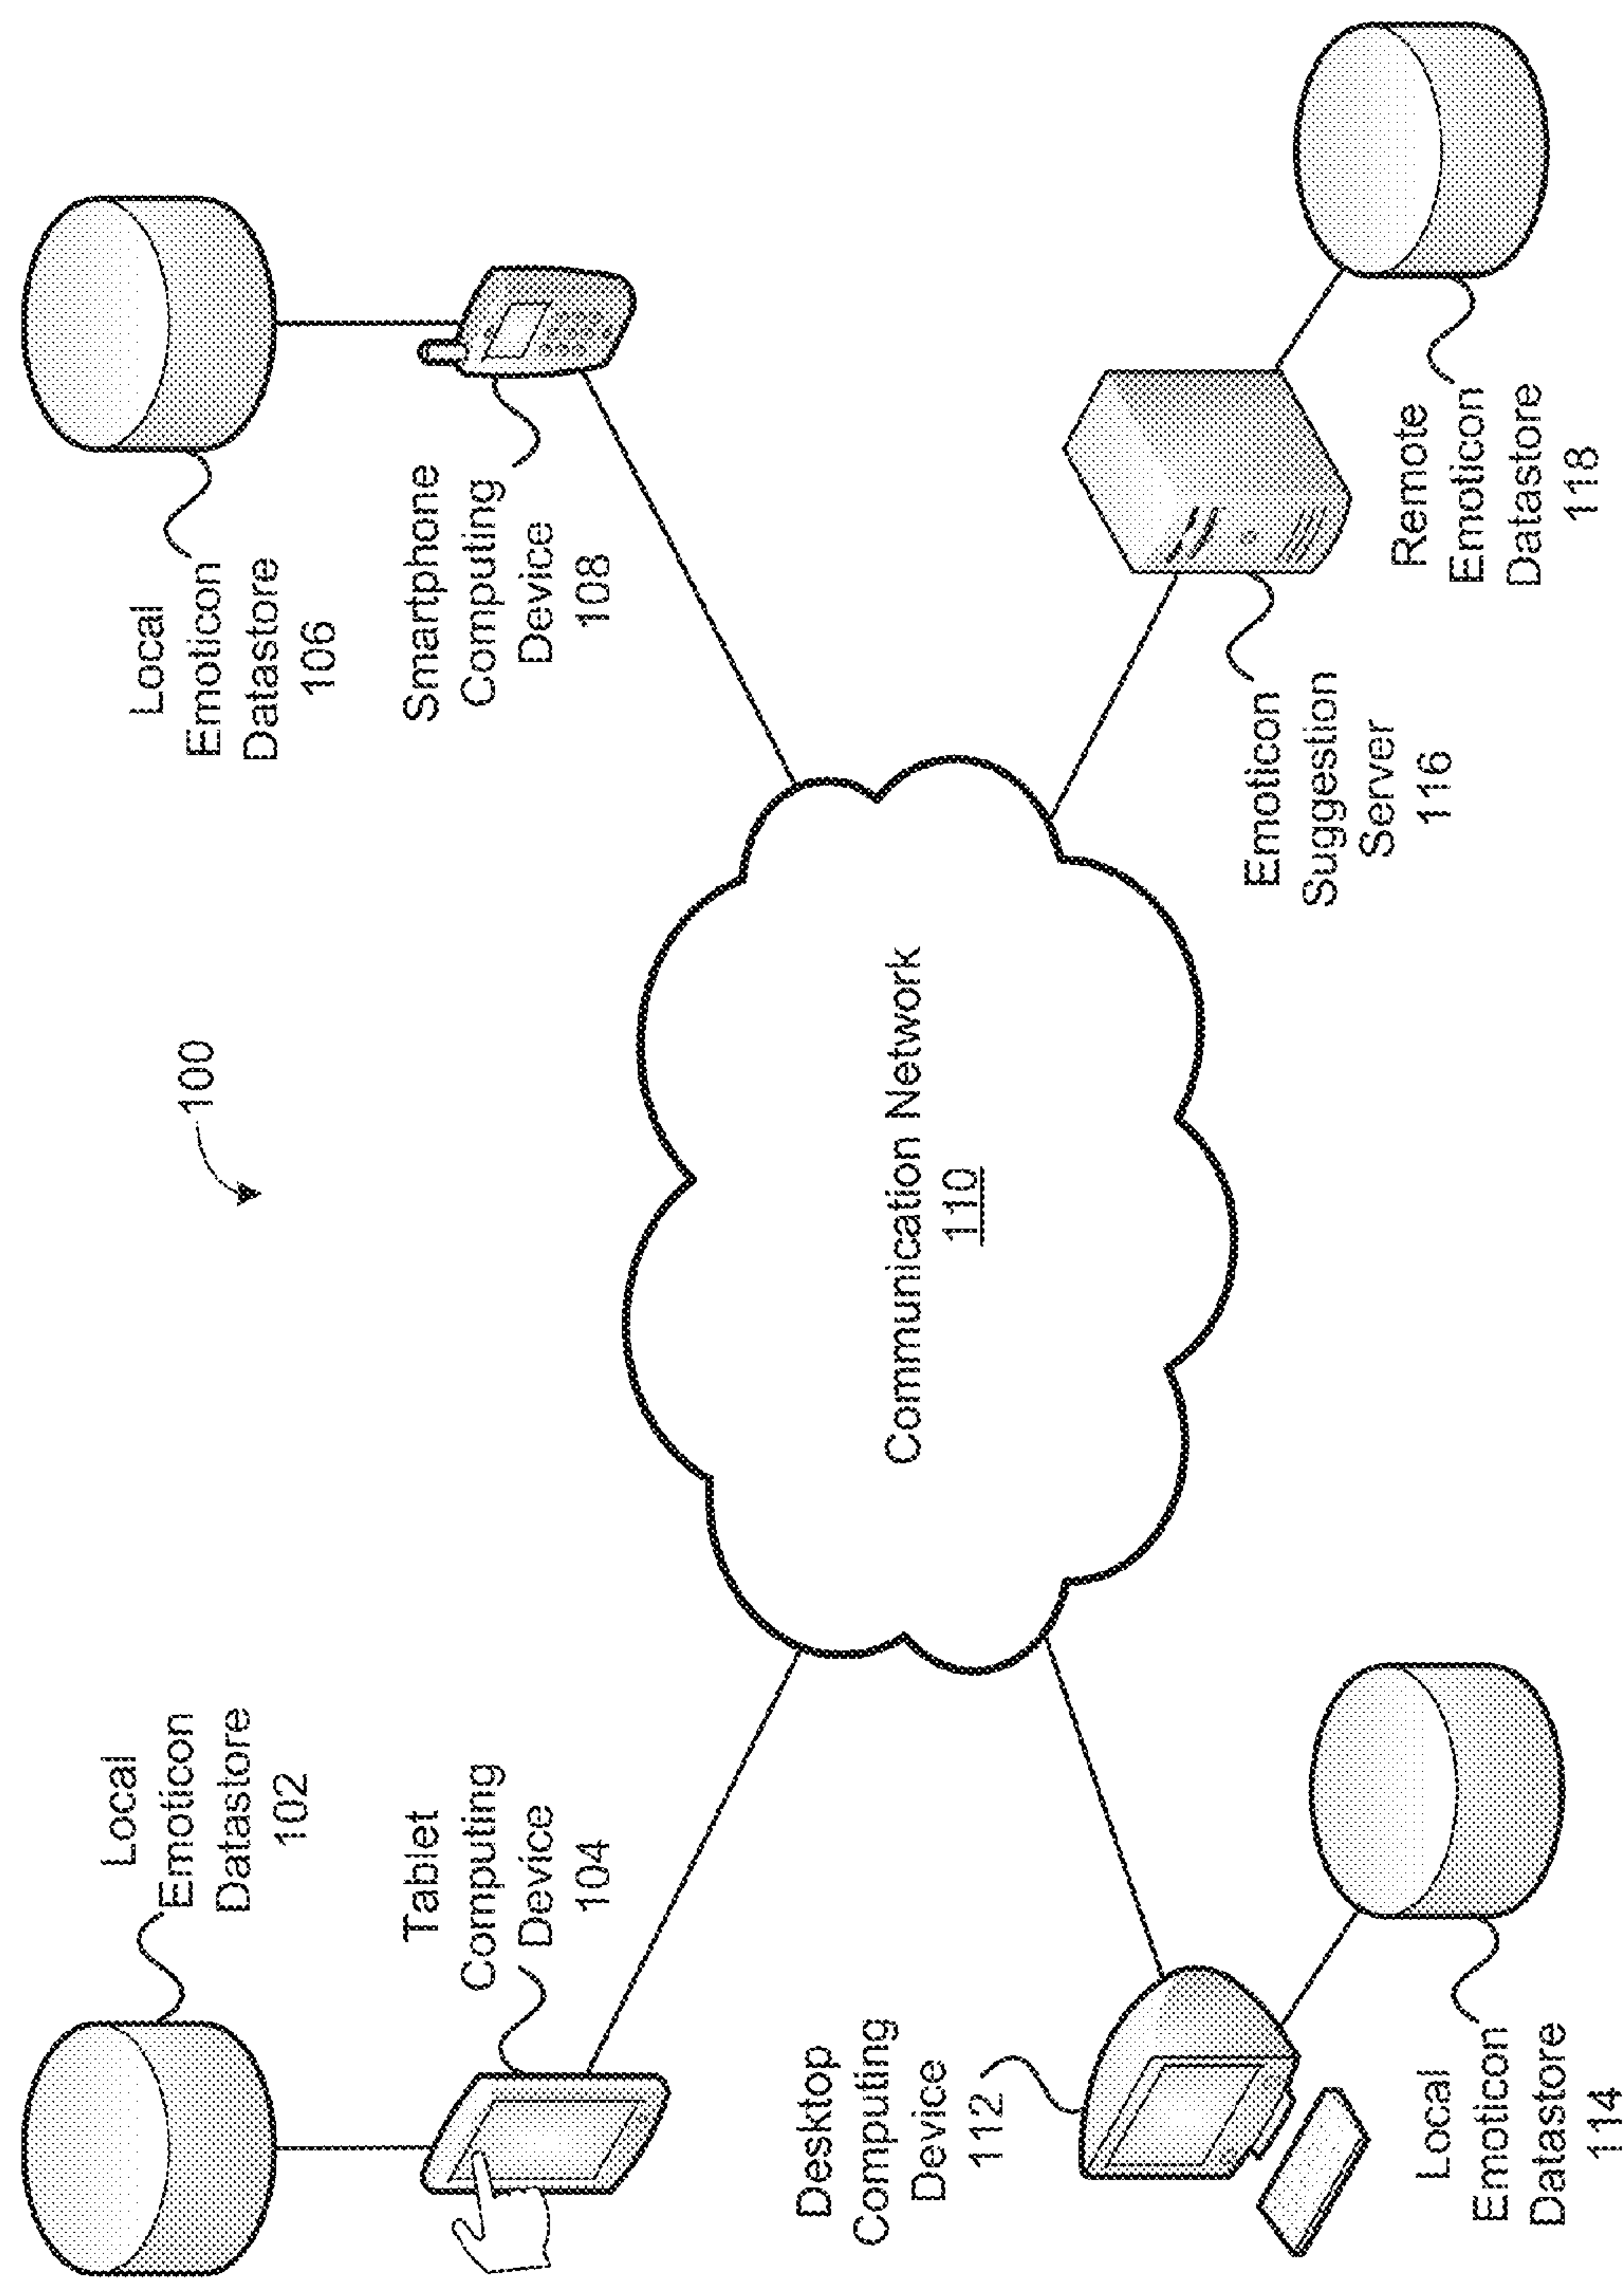 100
Local
Emoticon
Datastore
102
Tablet
Computing
Device
104
Local
Emoticon
Datastore
106
Smartphone
Computing
Device
108
Communication Network
110
Desktop
Computing
Device
112
Local
Emoticon
Datastore
114
Emoticon
Suggestion
Server
116
Remote
Emoticon
Datastore
118